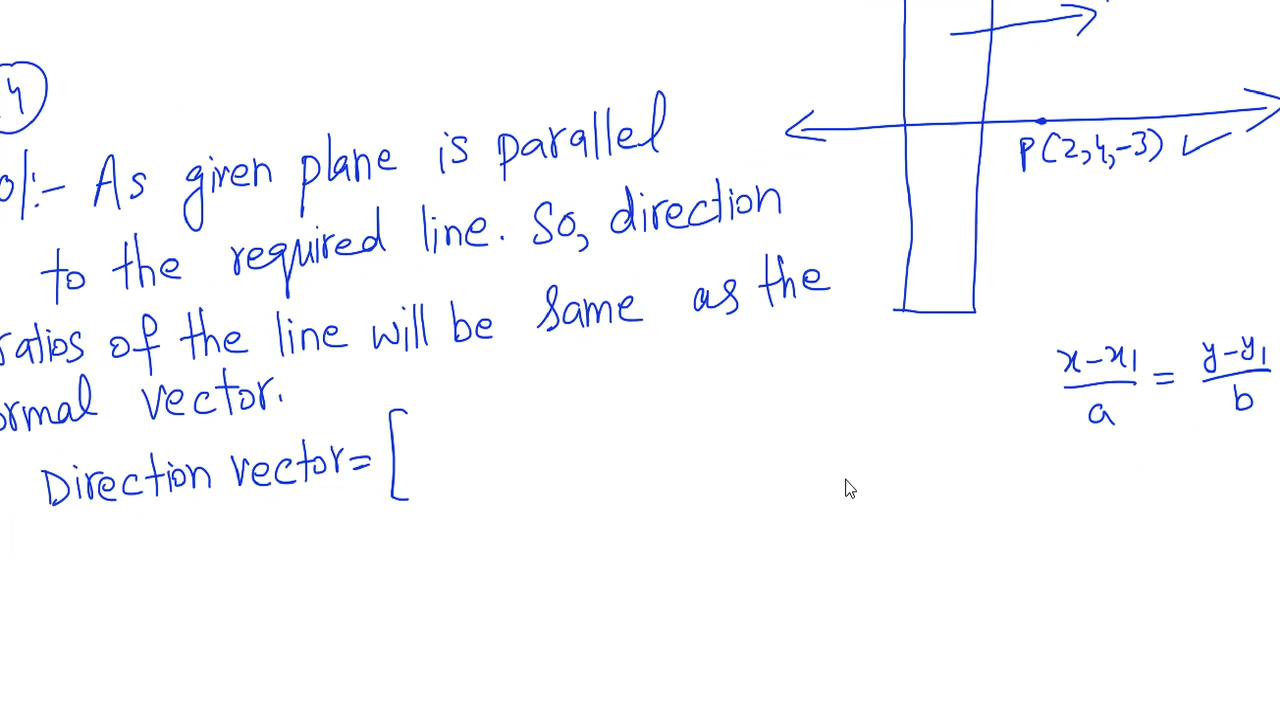 4
ol:- As given plane is parallel
to the required line. So, direction
ratios of the line will be same as the
ormal vector.
Direction vector = [
P(2,4,-3) ✓
x-x1/a = y-y1/b